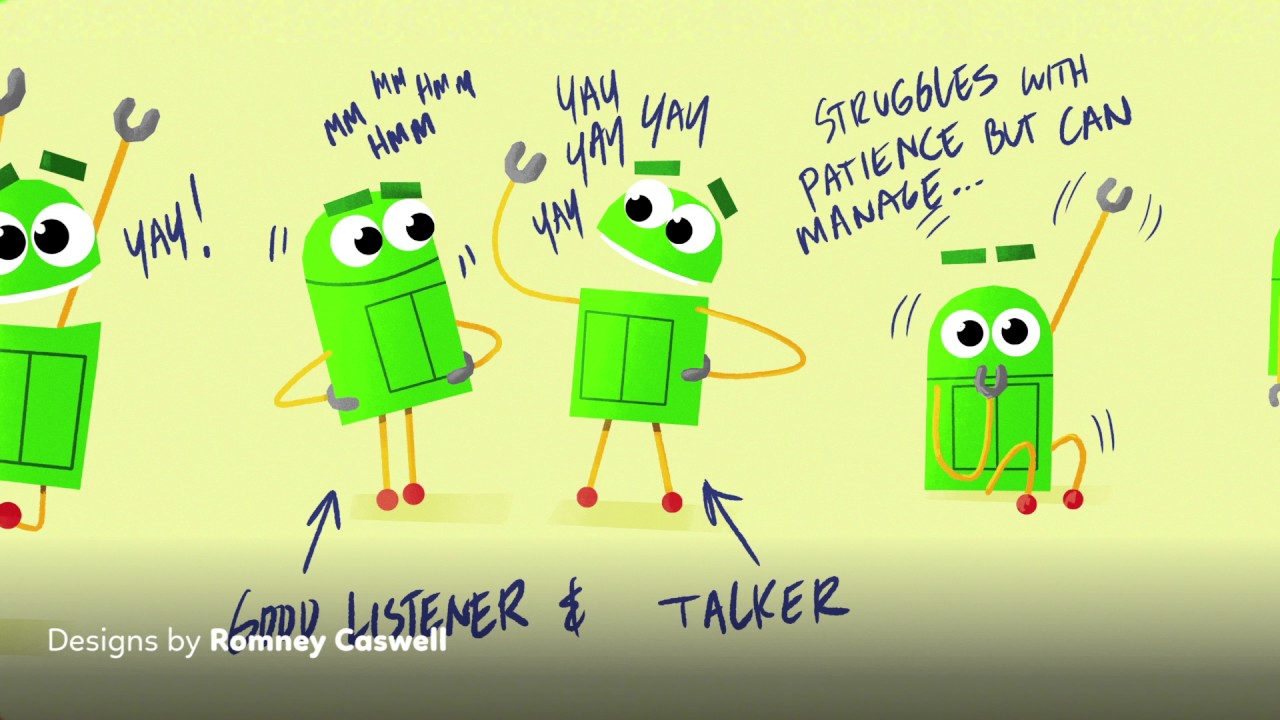 YAY!
MM HMM
MM HMM
YAY
YAY YAY
YAY
STRUGGLES WITH
PATIENCE BUT CAN
MANAGE...
GOOD LISTENER & TALKER
Designs by Romney Caswell